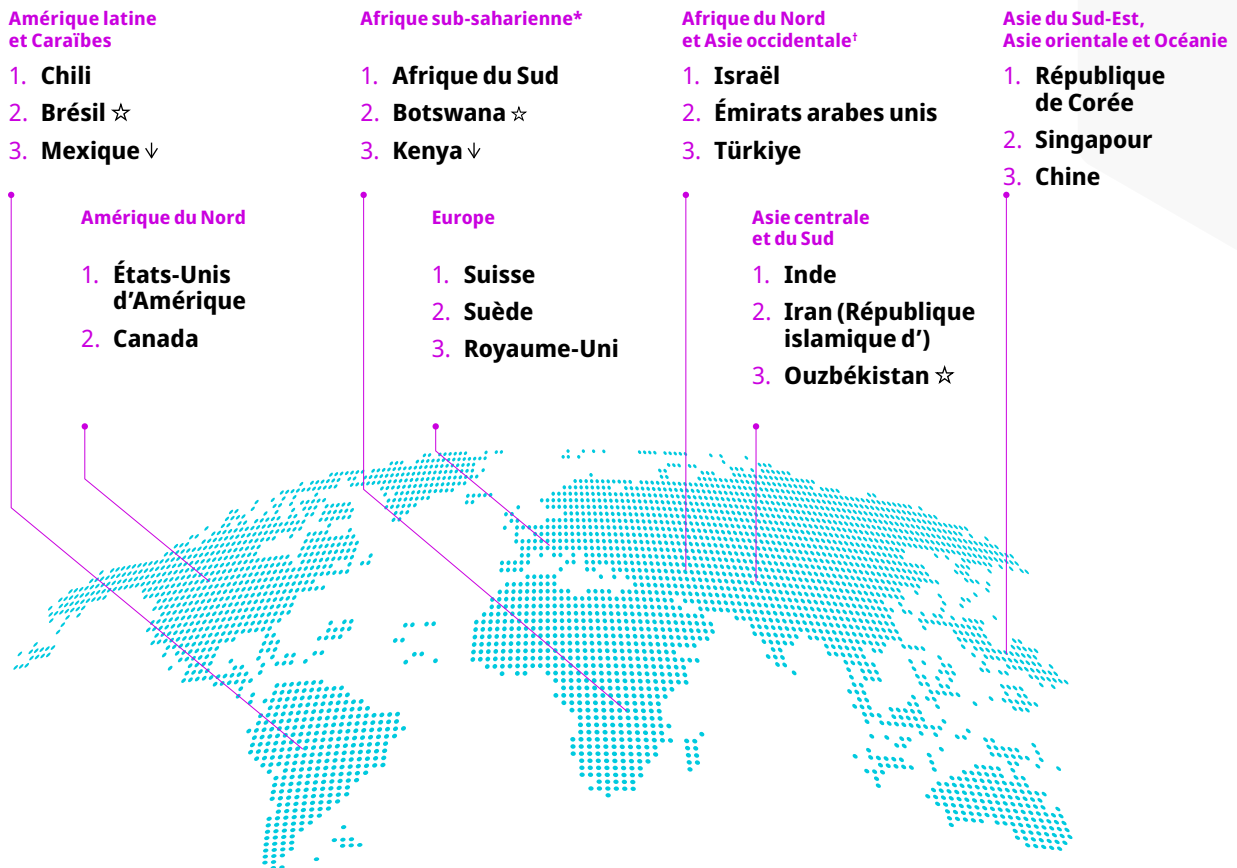 Amérique latine
et Caraïbes
1. Chili
2. Brésil ☆
3. Mexique ↓
Afrique sub-saharienne*
1. Afrique du Sud
2. Botswana ☆
3. Kenya ↓
Afrique du Nord
et Asie occidentale†
1. Israël
2. Émirats arabes unis
3. Türkiye
Asie du Sud-Est,
Asie orientale et Océanie
1. République
de Corée
2. Singapour
3. Chine
Amérique du Nord
1. États-Unis
d’Amérique
2. Canada
Europe
1. Suisse
2. Suède
3. Royaume-Uni
Asie centrale
et du Sud
1. Inde
2. Iran (République
islamique d’)
3. Ouzbékistan ☆